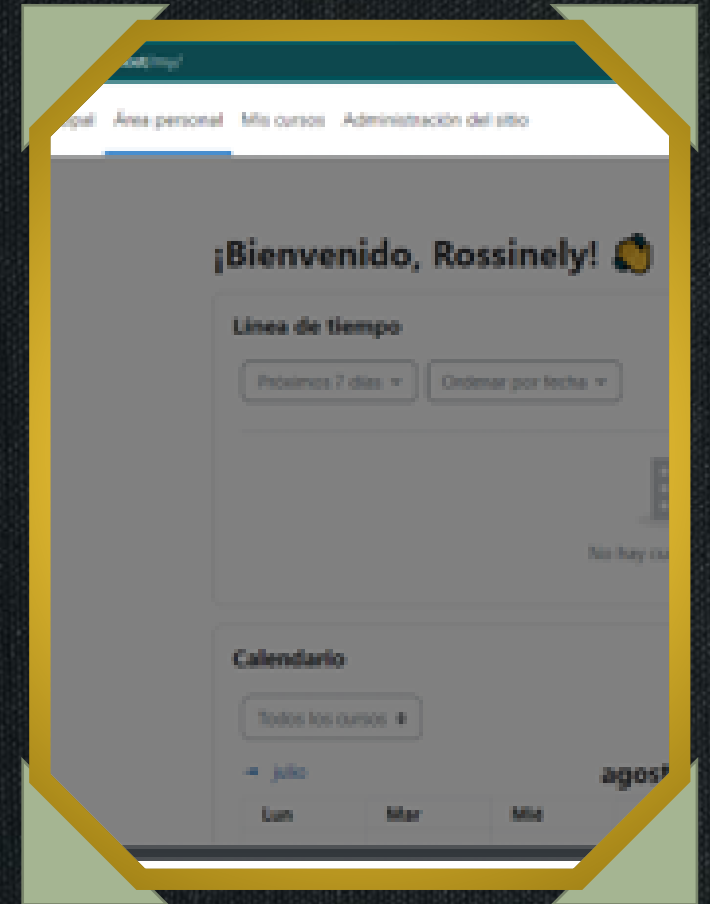 Área personal Mis cursos Administración del sitio
¡Bienvenido, Rossinely!
Línea de tiempo
Próximos 7 días Ordenar por fecha
No hay
Calendario
Todos los cursos
julio
Lun Mar Mié